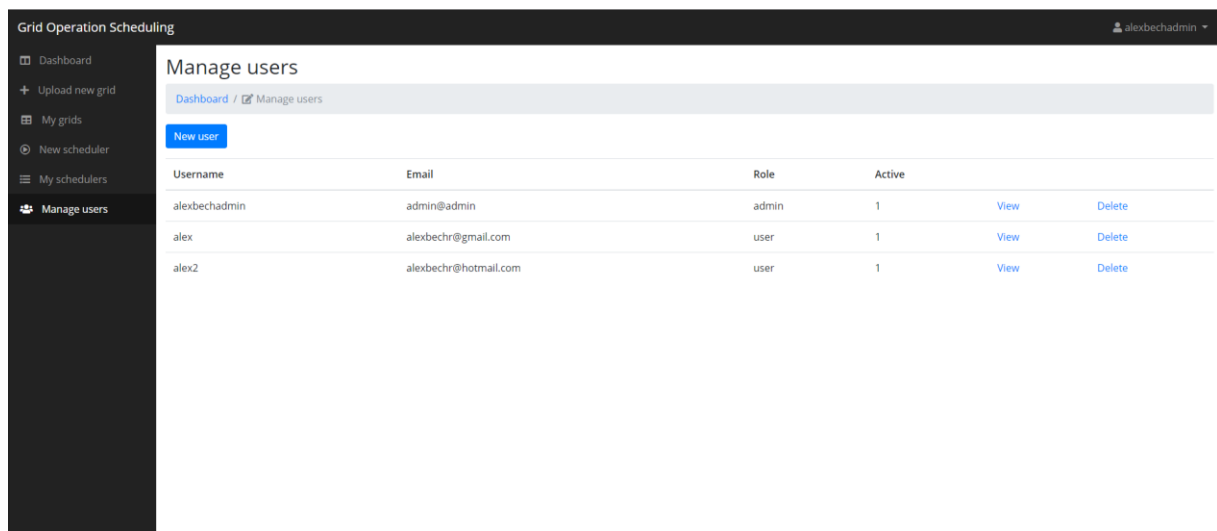 Grid Operation Scheduling
alexbechadmin
Dashboard
Upload new grid
My grids
New scheduler
My schedulers
Manage users
Manage users
Dashboard / Manage users
New user
Username Email Role Active
alexbechadmin admin@admin admin 1 View Delete
alex alexbechr@gmail.com user 1 View Delete
alex2 alexbechr@hotmail.com user 1 View Delete